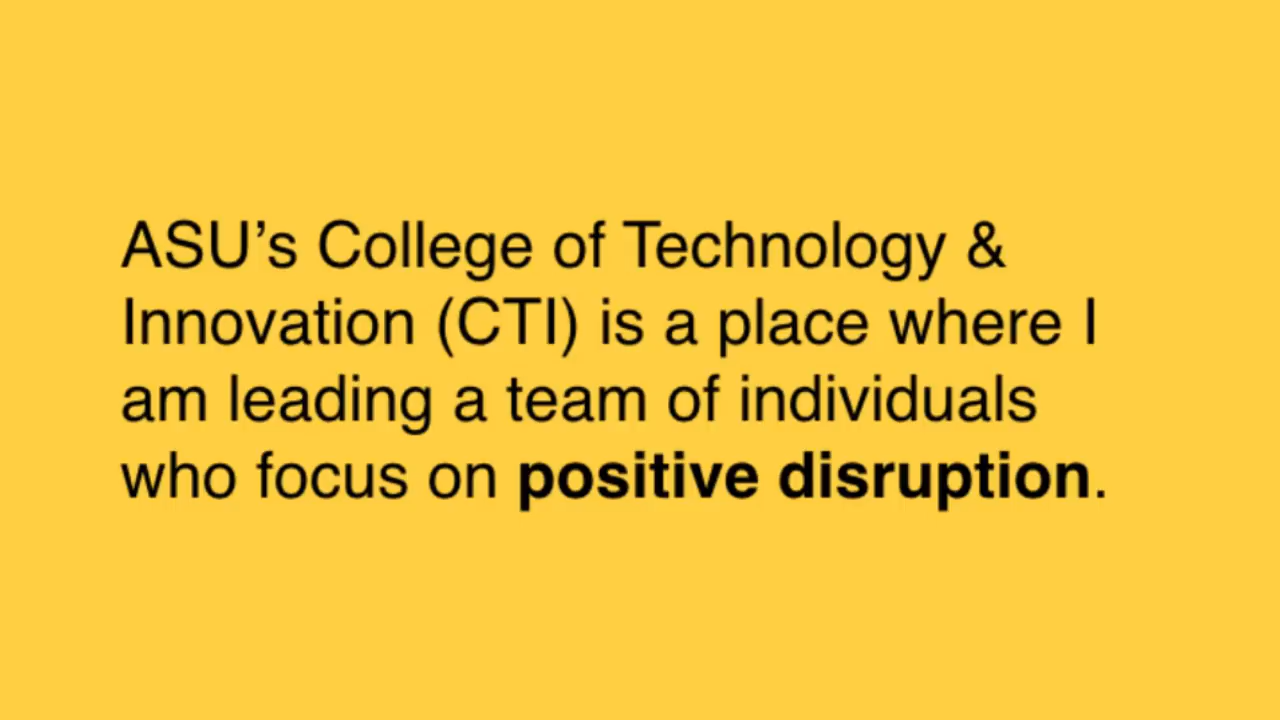 ASU’s College of Technology &
Innovation (CTI) is a place where I
am leading a team of individuals
who focus on positive disruption.